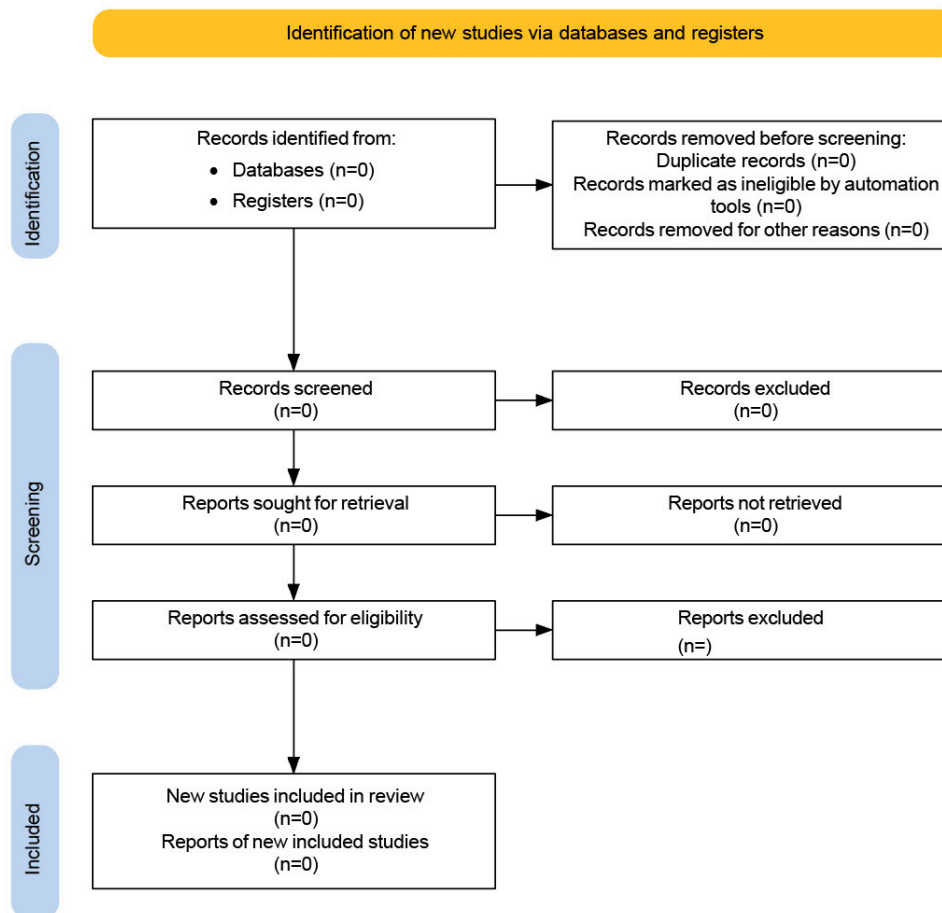 Identification of new studies via databases and registers
Identification
Records identified from:
• Databases (n=0)
• Registers (n=0)
Records removed before screening:
Duplicate records (n=0)
Records marked as ineligible by automation
tools (n=0)
Records removed for other reasons (n=0)
Screening
Records screened
(n=0)
Records excluded
(n=0)
Reports sought for retrieval
(n=0)
Reports not retrieved
(n=0)
Reports assessed for eligibility
(n=0)
Reports excluded
(n=)
Included
New studies included in review
(n=0)
Reports of new included studies
(n=0)